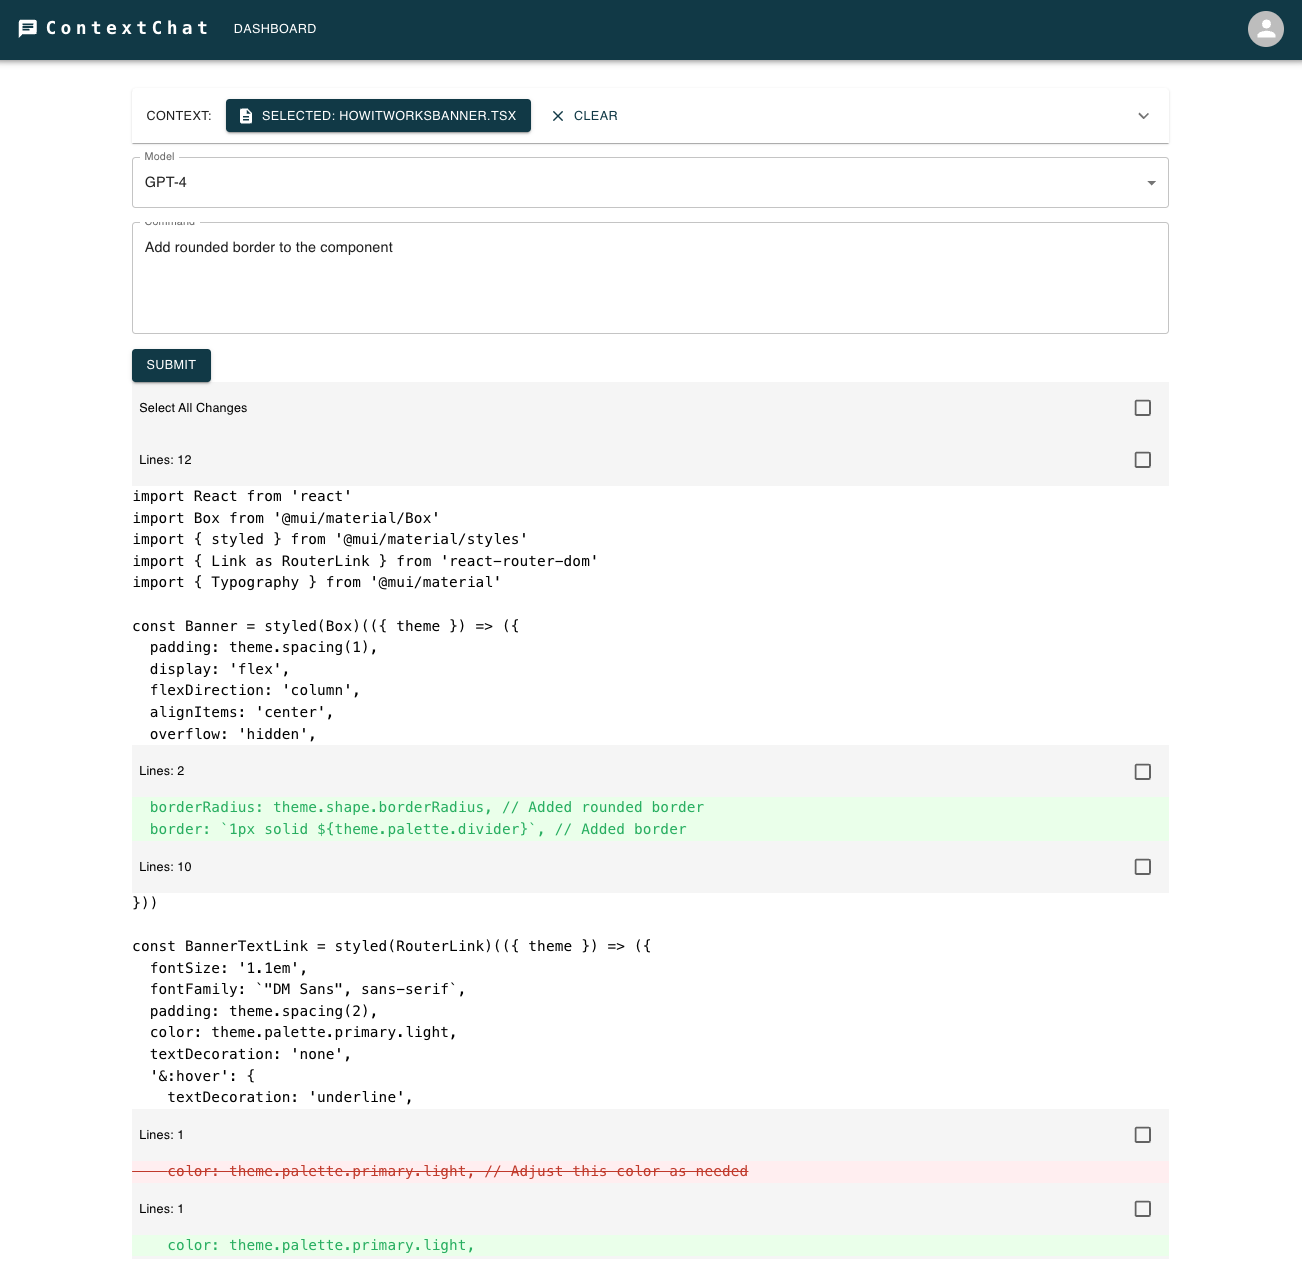 ContextChat DASHBOARD
CONTEXT: SELECTED: HOWITWORKSBANNER.TSX CLEAR
Model
GPT-4
Command
Add rounded border to the component
SUBMIT
Select All Changes
Lines: 12
import React from 'react'
import Box from '@mui/material/Box'
import { styled } from '@mui/material/styles'
import { Link as RouterLink } from 'react-router-dom'
import { Typography } from '@mui/material'
const Banner = styled(Box)(({ theme }) => ({
  padding: theme.spacing(1),
  display: 'flex',
  flexDirection: 'column',
  alignItems: 'center',
  overflow: 'hidden',
Lines: 2
  borderRadius: theme.shape.borderRadius, // Added rounded border
  border: `1px solid ${theme.palette.divider}`, // Added border
Lines: 10
}))
const BannerTextLink = styled(RouterLink)(({ theme }) => ({
  fontSize: '1.1em',
  fontFamily: `"DM Sans", sans-serif`,
  padding: theme.spacing(2),
  color: theme.palette.primary.light,
  textDecoration: 'none',
  '&:hover': {
    textDecoration: 'underline',
Lines: 1
    color: theme.palette.primary.light, // Adjust this color as needed
Lines: 1
    color: theme.palette.primary.light,